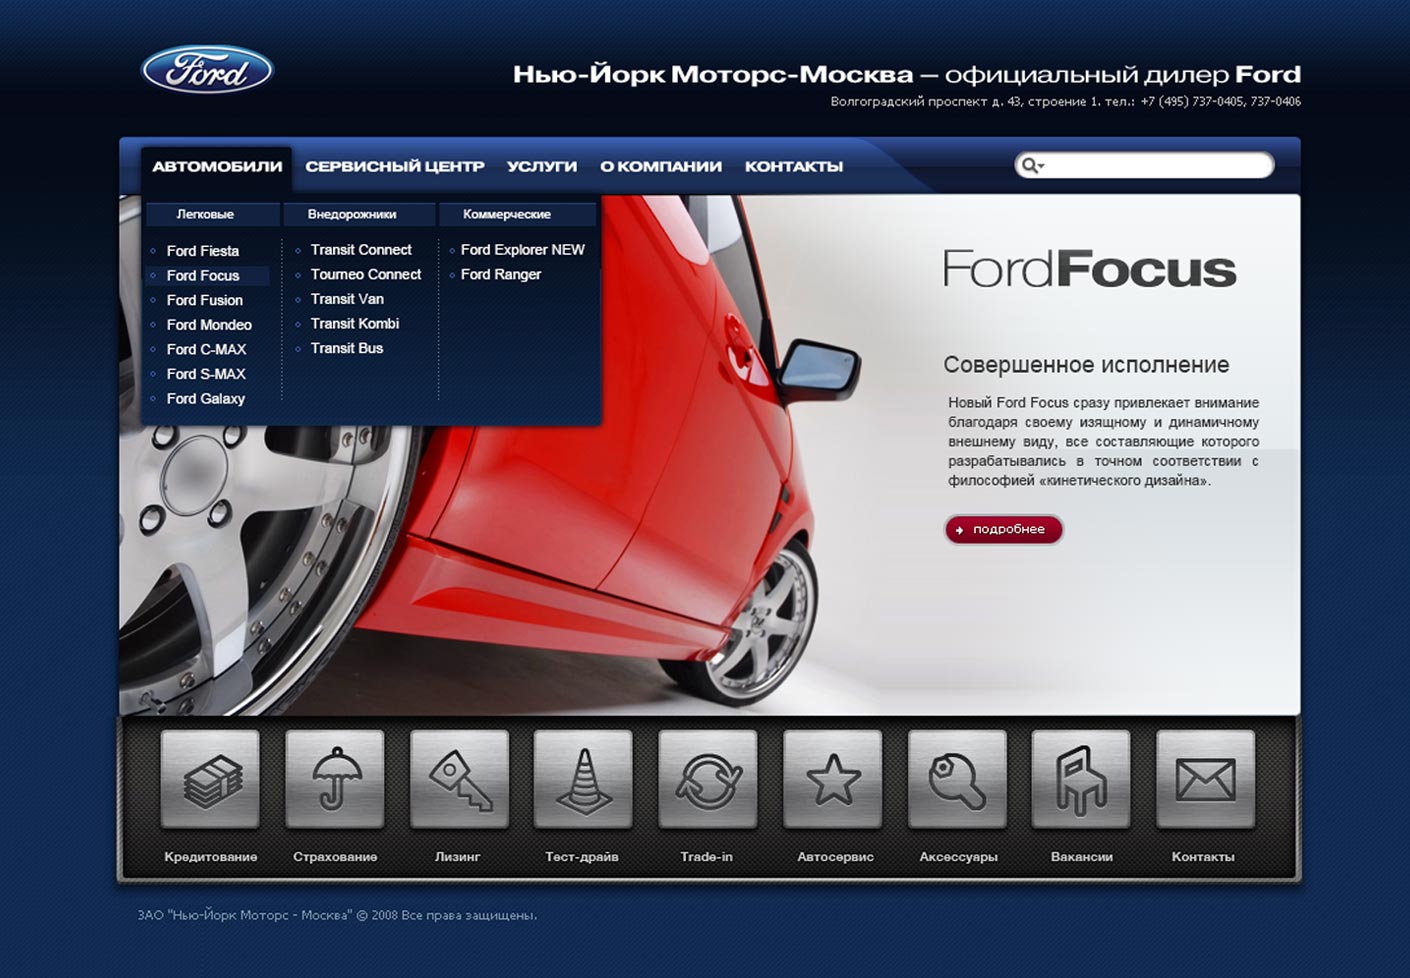 Ford
Нью-Йорк Моторс-Москва – официальный дилер Ford
Волгоградский проспект д. 43, строение 1. тел.: +7 (495) 737-0405, 737-0406
АВТОМОБИЛИ СЕРВИСНЫЙ ЦЕНТР УСЛУГИ О КОМПАНИИ КОНТАКТЫ
Легковые
Ford Fiesta
Ford Focus
Ford Fusion
Ford Mondeo
Ford C-MAX
Ford S-MAX
Ford Galaxy
Внедорожники
Transit Connect
Tourneo Connect
Transit Van
Transit Kombi
Transit Bus
Коммерческие
Ford Explorer NEW
Ford Ranger
FordFocus
Совершенное исполнение
Новый Ford Focus сразу привлекает внимание
благодаря своему изящному и динамичному
внешнему виду, все составляющие которого
разрабатывались в точном соответствии с
философией «кинетического дизайна».
подробнее
Кредитование Страхование Лизинг Тест-драйв Trade-in Автосервис Аксессуары Вакансии Контакты
ЗАО "Нью-Йорк Моторс - Москва" © 2008 Все права защищены.